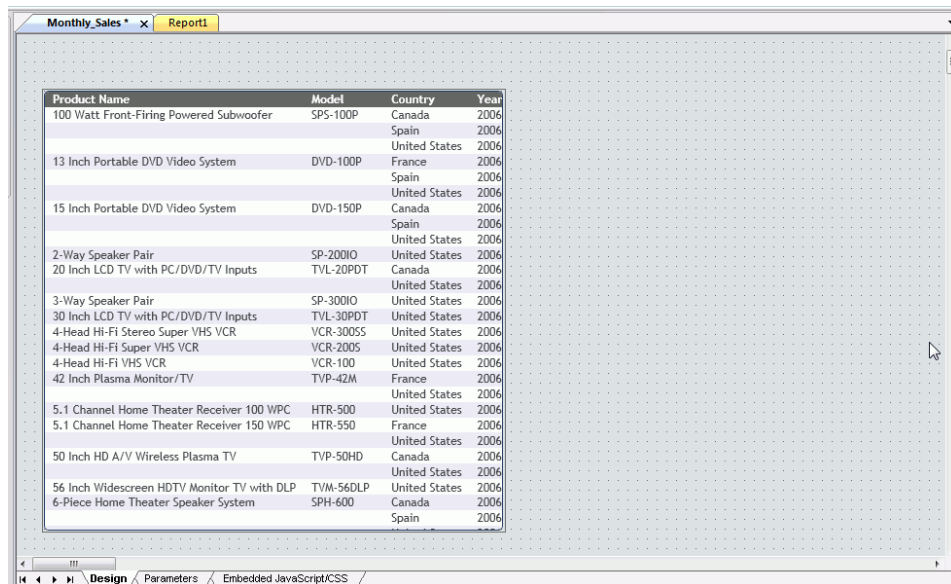 Monthly_Sales * x Report1
Product Name Model Country Year
100 Watt Front-Firing Powered Subwoofer SPS-100P Canada 2006
Spain 2006
United States 2006
13 Inch Portable DVD Video System DVD-100P France 2006
Spain 2006
United States 2006
15 Inch Portable DVD Video System DVD-150P Canada 2006
Spain 2006
United States 2006
2-Way Speaker Pair SP-200IO United States 2006
20 Inch LCD TV with PC/DVD/TV Inputs TVL-20PDT Canada 2006
United States 2006
3-Way Speaker Pair SP-300IO United States 2006
30 Inch LCD TV with PC/DVD/TV Inputs TVL-30PDT United States 2006
4-Head Hi-Fi Stereo Super VHS VCR VCR-300SS United States 2006
4-Head Hi-Fi Super VHS VCR VCR-200S United States 2006
4-Head Hi-Fi VHS VCR VCR-100 United States 2006
42 Inch Plasma Monitor/TV TVP-42M France 2006
United States 2006
5.1 Channel Home Theater Receiver 100 WPC HTR-500 United States 2006
5.1 Channel Home Theater Receiver 150 WPC HTR-550 France 2006
United States 2006
50 Inch HD A/V Wireless Plasma TV TVP-50HD Canada 2006
United States 2006
56 Inch Widescreen HDTV Monitor TV with DLP TVM-56DLP United States 2006
6-Piece Home Theater Speaker System SPH-600 Canada 2006
Spain 2006
Design Parameters Embedded JavaScript/CSS